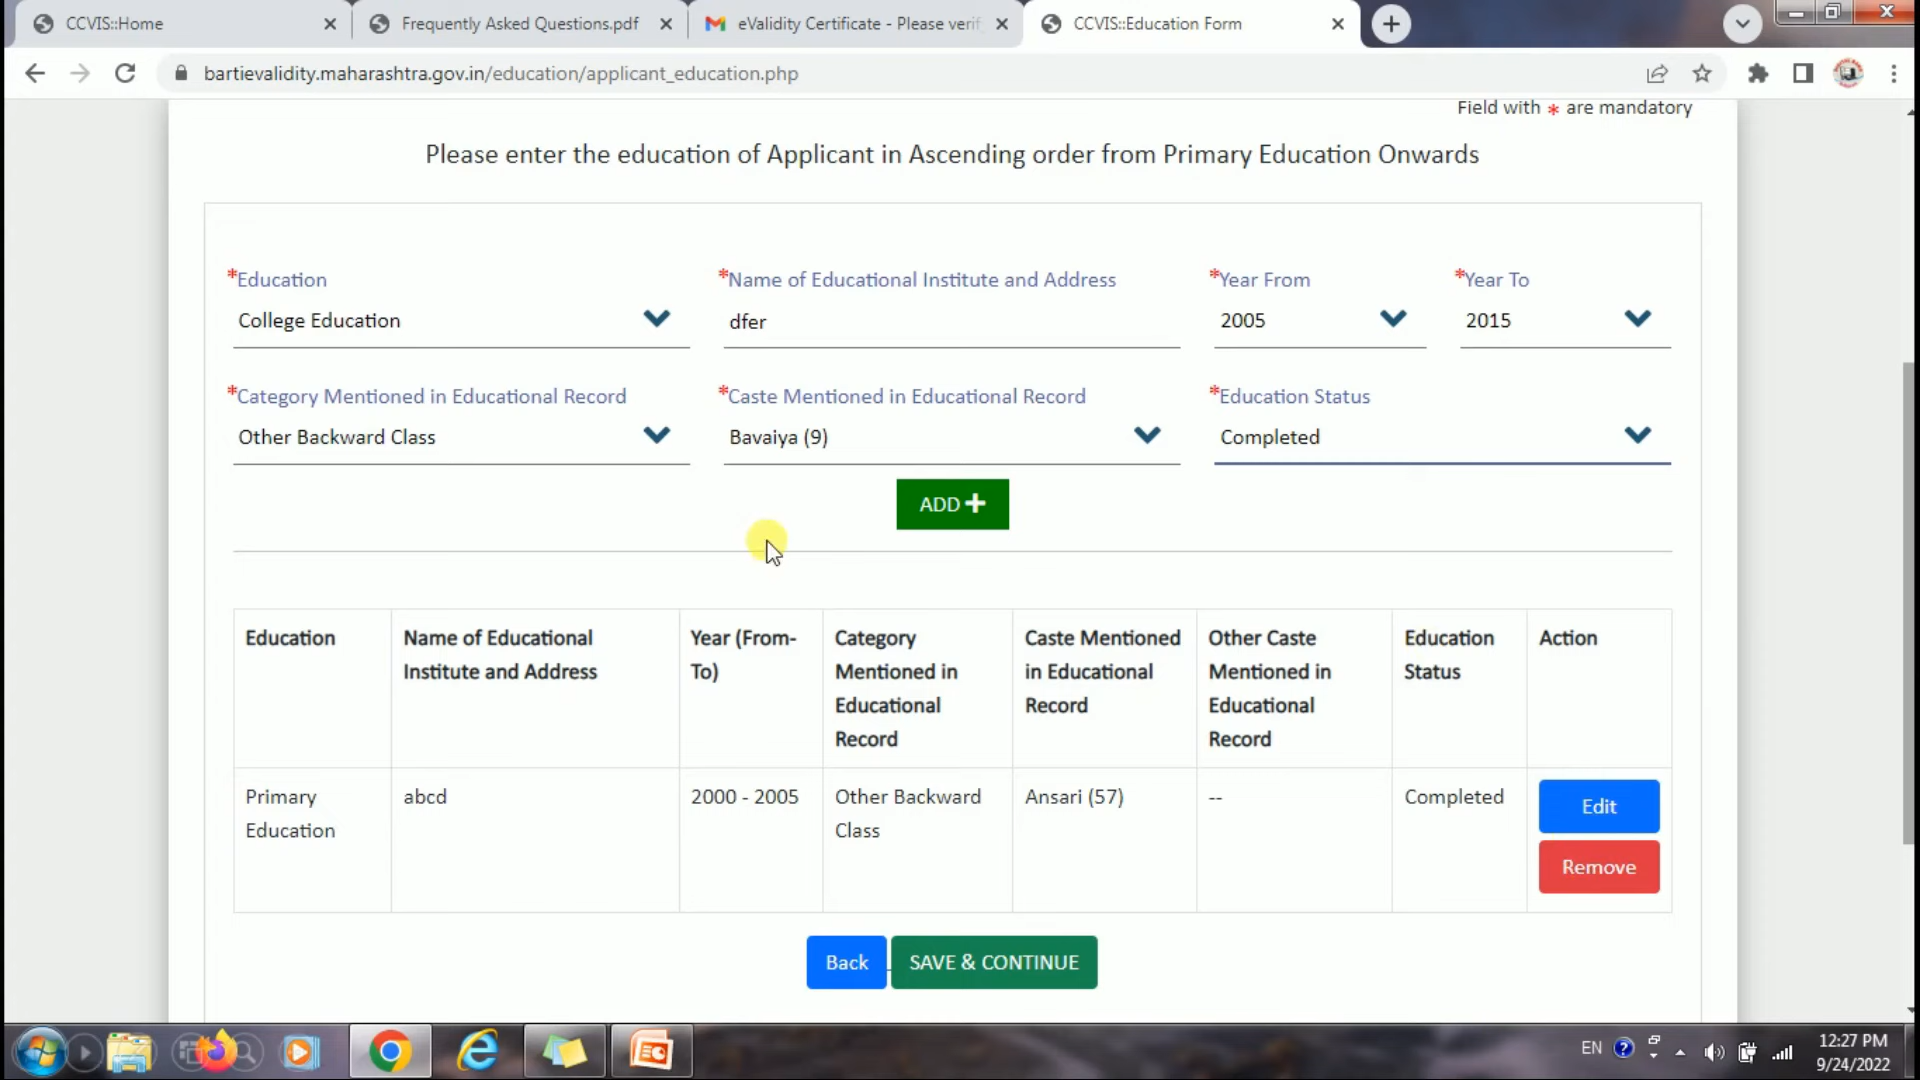 CCVIS::Home
Frequently Asked Questions.pdf
eValidity Certificate - Please verif
CCVIS::Education Form
bartievalidity.maharashtra.gov.in/education/applicant_education.php
Field with * are mandatory
Please enter the education of Applicant in Ascending order from Primary Education Onwards
*Education
*Name of Educational Institute and Address
*Year From
*Year To
College Education
dfer
2005
2015
*Category Mentioned in Educational Record
*Caste Mentioned in Educational Record
*Education Status
Other Backward Class
Bavaiya (9)
Completed
ADD +
Education
Name of Educational
Institute and Address
Year (From-
To)
Category
Mentioned in
Educational
Record
Caste Mentioned
in Educational
Record
Other Caste
Mentioned in
Educational
Record
Education
Status
Action
Primary
Education
abcd
2000 - 2005
Other Backward
Class
Ansari (57)
--
Completed
Edit
Remove
Back
SAVE & CONTINUE
EN
12:27 PM
9/24/2022